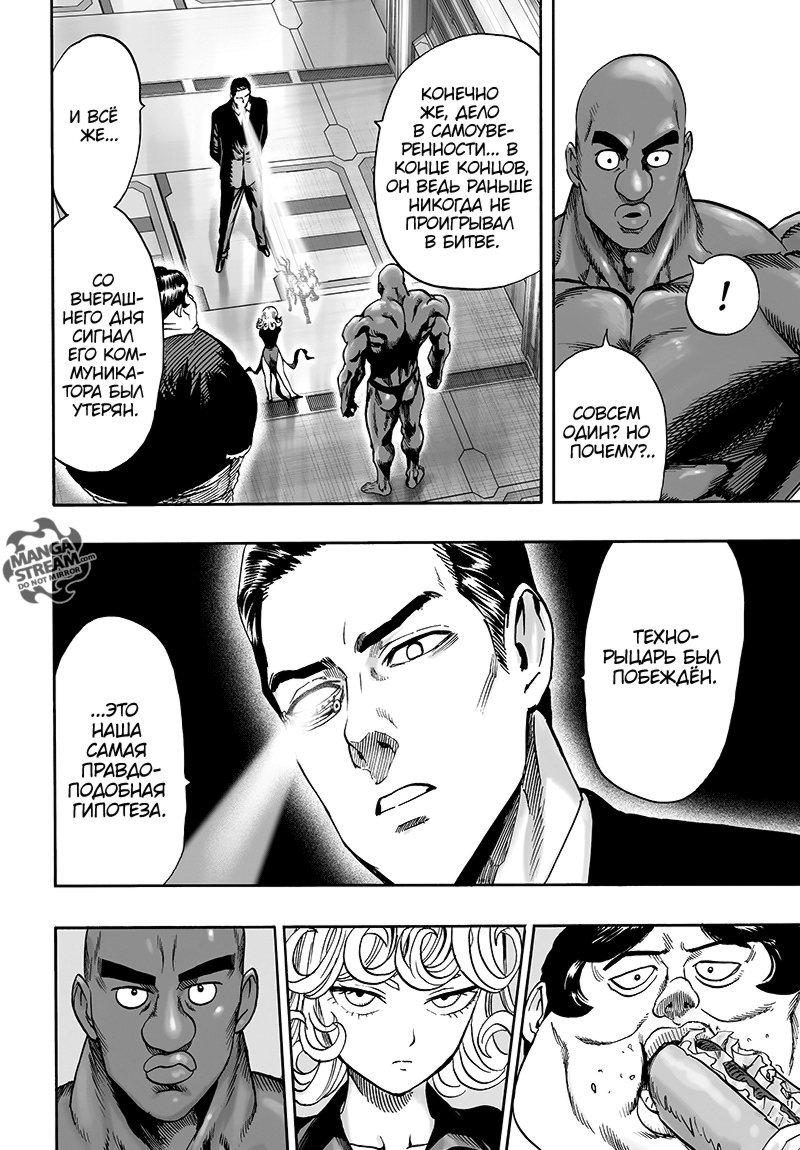 !
СОВСЕМ
ОДИН? НО
ПОЧЕМУ?..
КОНЕЧНО
ЖЕ, ДЕЛО
В САМОУВЕ-
РЕННОСТИ... В
КОНЦЕ КОНЦОВ,
ОН ВЕДЬ РАНЬШЕ
НИКОГДА НЕ
ПРОИГРЫВАЛ
В БИТВЕ.
И ВСЁ
ЖЕ...
СО
ВЧЕРАШ-
НЕГО ДНЯ
СИГНАЛ
ЕГО КОМ-
МУНИКА-
ТОРА БЫЛ
УТЕРЯН.
MANGA
STREAM.com
DO NOT MIRROR!
ТЕХНО-
РЫЦАРЬ БЫЛ
ПОБЕЖДЁН.
...ЭТО
НАША
САМАЯ
ПРАВДО-
ПОДОБНАЯ
ГИПОТЕЗА.